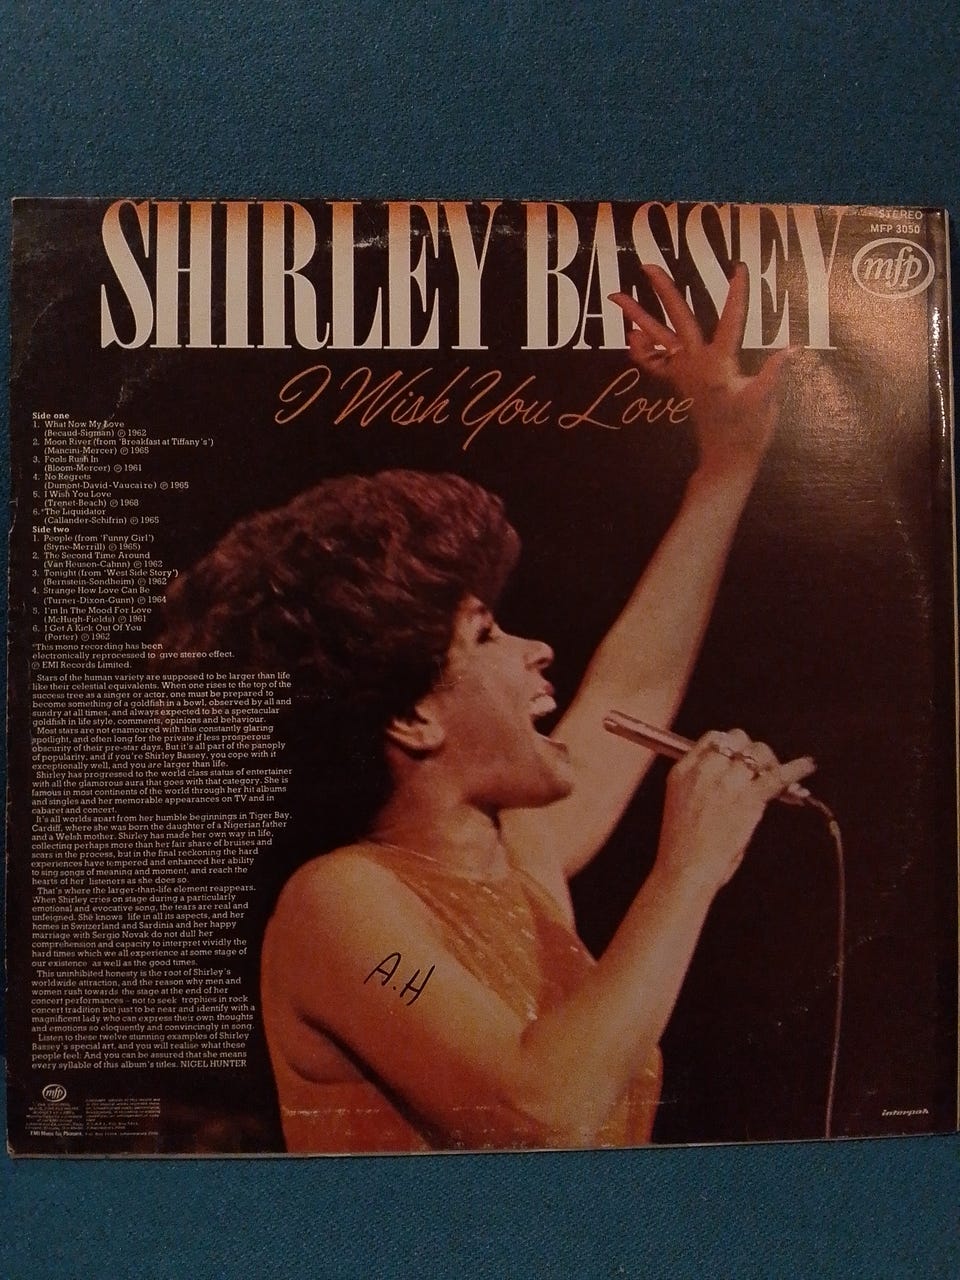 SHIRLEY BASSEY
STEREO
MFP 3050
mfp
I Wish You Love
Side one
1. What Now My Love
(Becaud-Sigman) ℗ 1962
2. Moon River (from 'Breakfast at Tiffany's')
(Mancini-Mercer) ℗ 1965
3. Fools Rush In
(Bloom-Mercer) ℗ 1961
4. No Regrets
(Dumont-David-Vaucaire) ℗ 1965
5. I Wish You Love
(Trenet-Beach) ℗ 1968
6. *The Liquidator
(Callander-Schifrin) ℗ 1965
Side two
1. People (from 'Funny Girl')
(Styne-Merrill) ℗ 1965)
2. The Second Time Around
(Van Heusen-Cahnn) ℗ 1962
3. Tonight (from 'West Side Story')
(Bernstein-Sondheim) ℗ 1962
4. Strange How Love Can Be
(Turner-Dixon-Gunn) ℗ 1964
5. I'm In The Mood For Love
(McHugh-Fields) ℗ 1961
6. I Get A Kick Out Of You
(Porter) ℗ 1962
*This mono recording has been
electronically reprocessed to give stereo effect.
℗ EMI Records Limited.
Stars of the human variety are supposed to be larger than life
like their celestial equivalents. When one rises to the top of the
success tree as a singer or actor, one must be prepared to
become something of a goldfish in a bowl, observed by all and
sundry at all times, and always expected to be a spectacular
goldfish in life style, comments, opinions and behaviour.
Most stars are not enamoured with this constantly glaring
spotlight, and often long for the private if less prosperous
obscurity of their pre-star days. But it's all part of the panoply
of popularity, and if you're Shirley Bassey, you cope with it
exceptionally well, and you are larger than life.
Shirley has progressed to the world class status of entertainer
with all the glamorous aura that goes with that category. She is
famous in most continents of the world through her hit albums
and singles and her memorable appearances on TV and in
cabaret and concert.
It's all worlds apart from her humble beginnings in Tiger Bay,
Cardiff, where she was born the daughter of a Nigerian father
and a Welsh mother. Shirley has made her own way in life,
collecting perhaps more than her fair share of bruises and
scars in the process, but in the final reckoning the hard
experiences have tempered and enhanced her ability
to sing songs of meaning and moment, and reach the
hearts of her listeners as she does so.
That's where the larger-than-life element reappears.
When Shirley cries on stage during a particularly
emotional and evocative song, the tears are real and
unfeigned. She knows life in all its aspects, and her
homes in Switzerland and Sardinia and her happy
marriage with Sergio Novak do not dull her
comprehension and capacity to interpret vividly the
hard times which we all experience at some stage of
our existence as well as the good times.
This uninhibited honesty is the root of Shirley's
worldwide attraction, and the reason why men and
women rush towards the stage at the end of her
concert performances - not to seek trophies in rock
concert tradition but just to be near and identify with a
magnificent lady who can express their own thoughts
and emotions so eloquently and convincingly in song.
Listen to these twelve stunning examples of Shirley
Bassey's special art, and you will realise what these
people feel. And you can be assured that she means
every syllable of this album's titles. NIGEL HUNTER
A.H
mfp
EMI Music for Pleasure
interpak